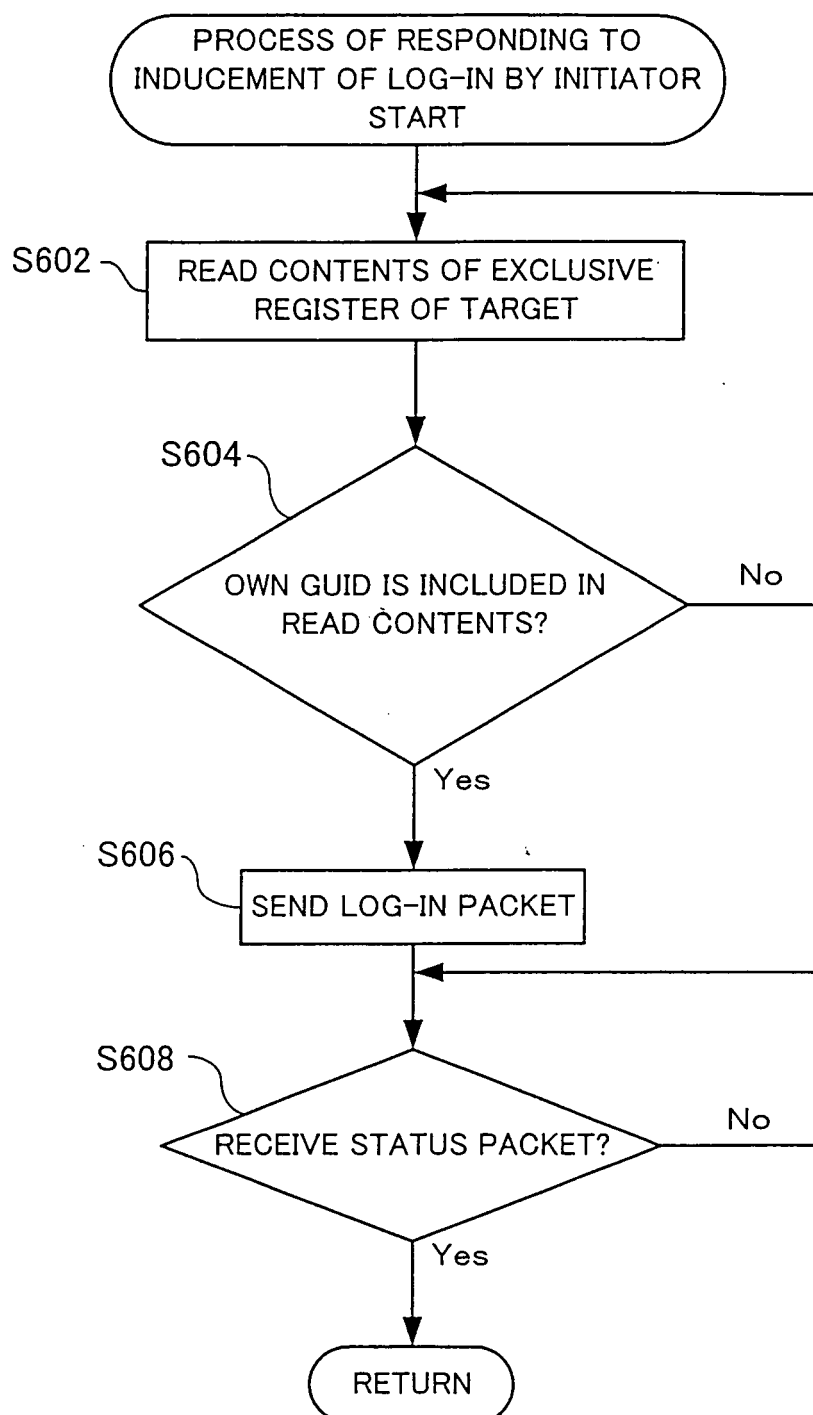 PROCESS OF RESPONDING TO
INDUCEMENT OF LOG-IN BY INITIATOR
START
S602
READ CONTENTS OF EXCLUSIVE
REGISTER OF TARGET
S604
OWN GUID IS INCLUDED IN
READ CONTENTS?
No
Yes
S606
SEND LOG-IN PACKET
S608
RECEIVE STATUS PACKET?
No
Yes
RETURN